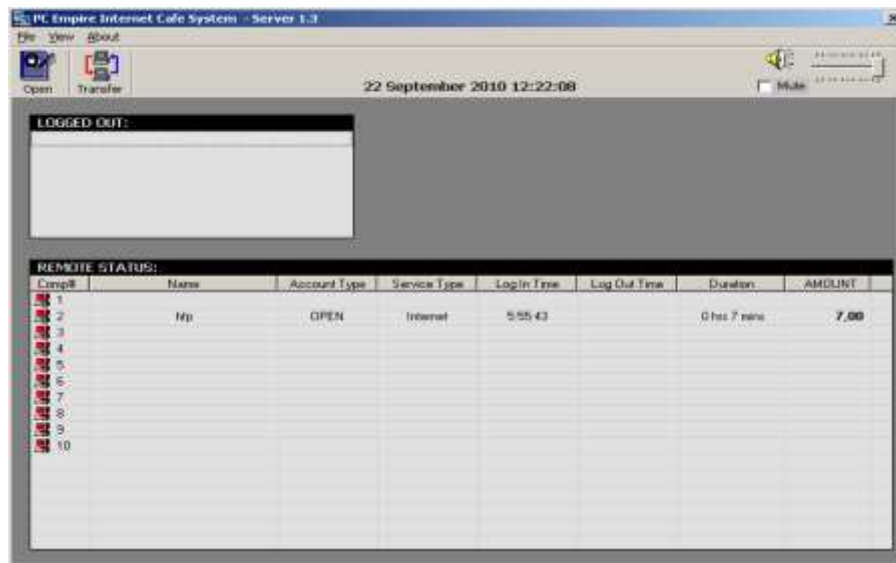 PC Empire Internet Cafe System - Server 1.3
File View About
Open Transfer
22 September 2010 12:22:08
Mute
LOGGED OUT:
REMOTE STATUS:
Comp# Name Account Type Service Type Log In Time Log Out Time Duration AMOUNT
1
2 OPEN Internet 5:55:43 0 hrs 7 mins 7,00
3
4
5
6
7
8
9
10